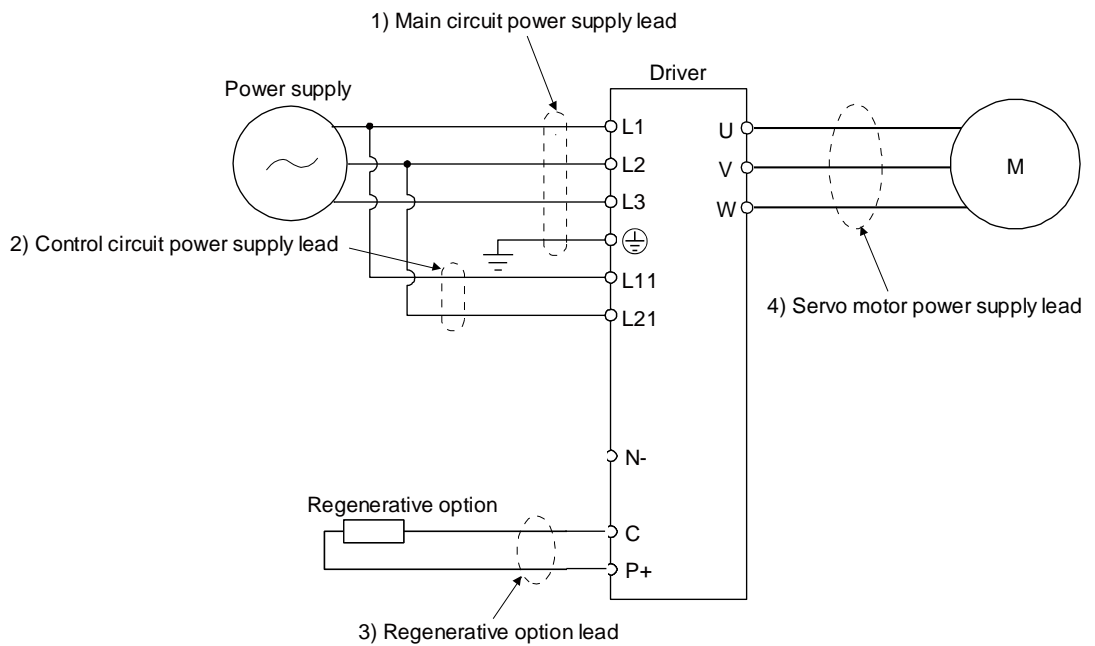 1) Main circuit power supply lead
Driver
Power supply
L1
U
L2
V
M
L3
W
2) Control circuit power supply lead
L11
4) Servo motor power supply lead
L21
N-
Regenerative option
C
P+
3) Regenerative option lead